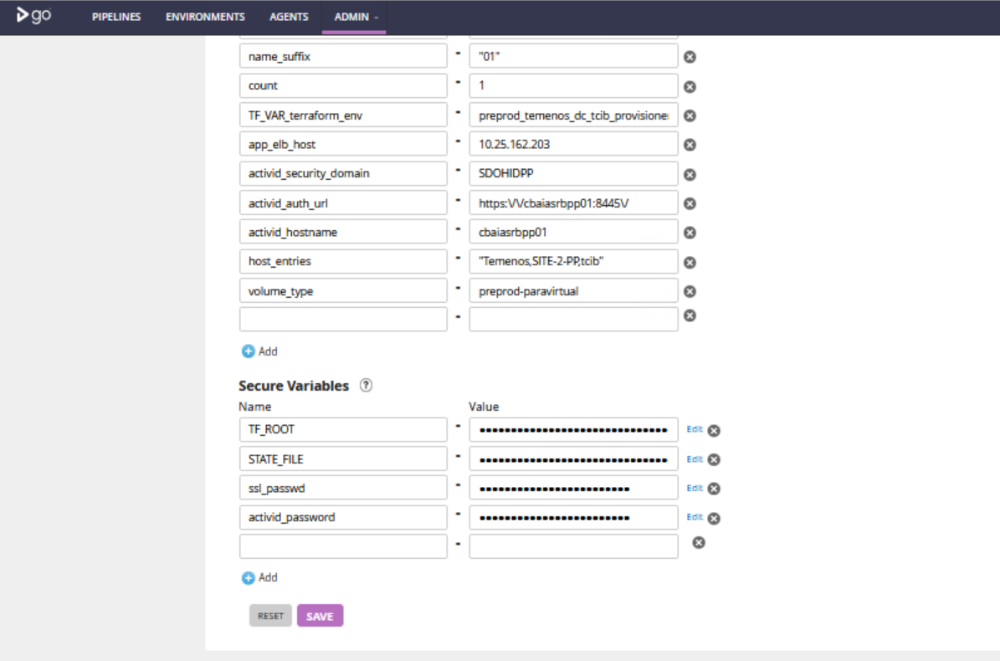 go PIPELINES ENVIRONMENTS AGENTS ADMIN
name_suffix - "01"
count - 1
TF_VAR_terraform_env - preprod_temenos_dc_tcib_provisione
app_elb_host - 10.25.162.203
activid_security_domain - SDOHIDPP
activid_auth_url - https:\/\/cbaiasrbpp01:8445\/
activid_hostname - cbaiasrbpp01
host_entries - "Temenos,SITE-2-PP,tcib"
volume_type - preprod-paravirtual
-
Add
Secure Variables ?
Name Value
TF_ROOT - •••••••••••••••••••••••••••••• Edit
STATE_FILE - •••••••••••••••••••••••••••••• Edit
ssl_passwd - •••••••••••••••••••••••• Edit
activid_password - •••••••••••••••••••••••• Edit
-
Add
RESET SAVE